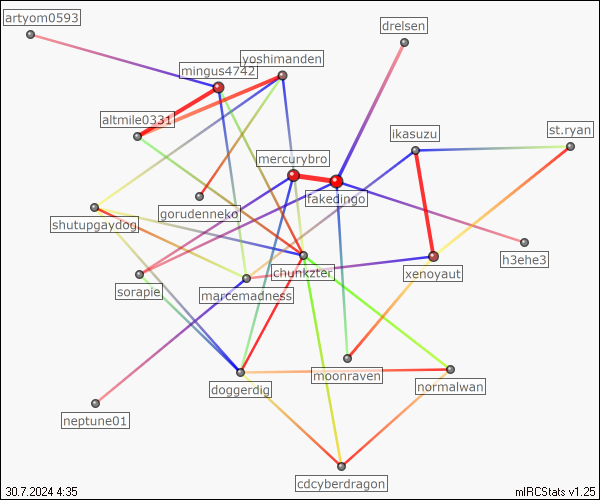 artyom0593
drelsen
yoshimanden
mingus4742
altmile0331
ikasuzu
st.ryan
mercurybro
fakedingo
gorudenneko
shutupgaydog
h3ehe3
chunkzter
xenoyaut
sorapie
marcemadness
moonraven
normalwan
doggerdig
neptune01
cdcyberdragon
30.7.2024 4:35
mIRCStats v1.25